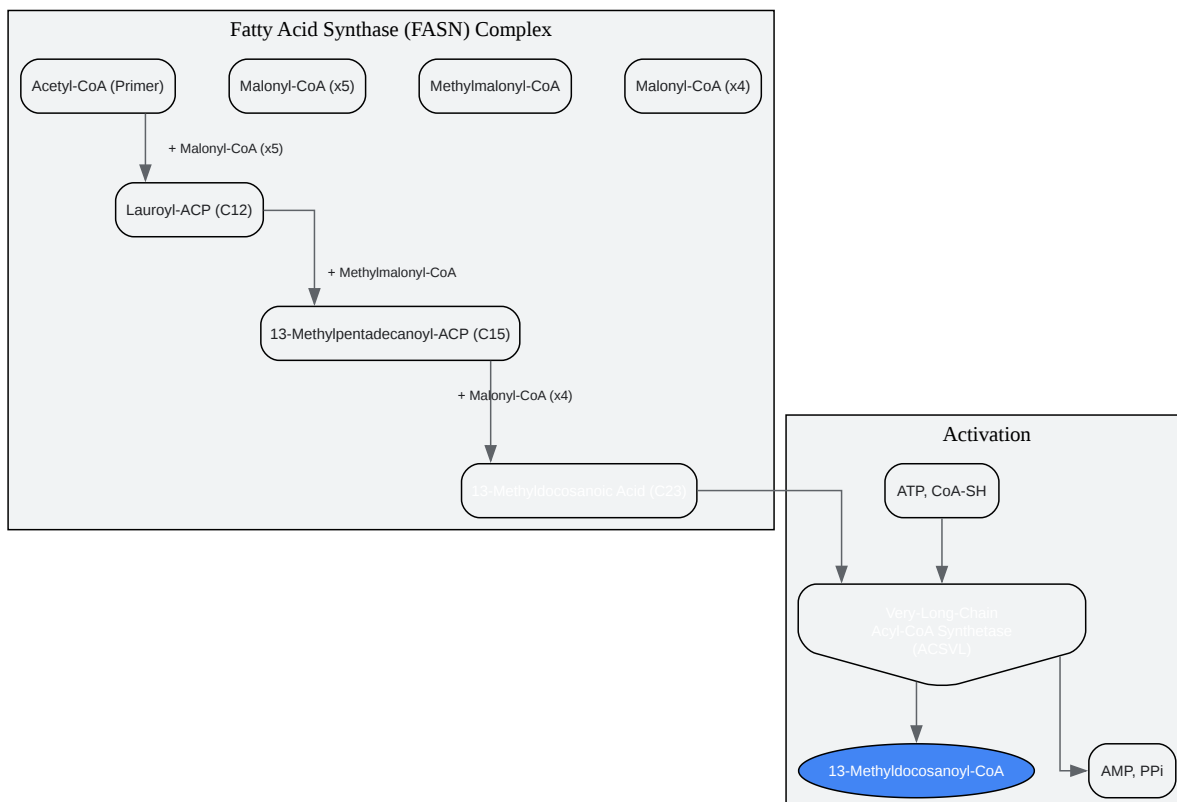 Fatty Acid Synthase (FASN) Complex
Acetyl-CoA (Primer)
Malonyl-CoA (x5)
Methylmalonyl-CoA
Malonyl-CoA (x4)
+ Malonyl-CoA (x5)
Lauroyl-ACP (C12)
+ Methylmalonyl-CoA
13-Methylpentadecanoyl-ACP (C15)
+ Malonyl-CoA (x4)
13-Methyldocosanoic Acid (C23)
Activation
ATP, CoA-SH
Very-Long-Chain
Acyl-CoA Synthetase
(ACSVL)
13-Methyldocosanoyl-CoA
AMP, PPi